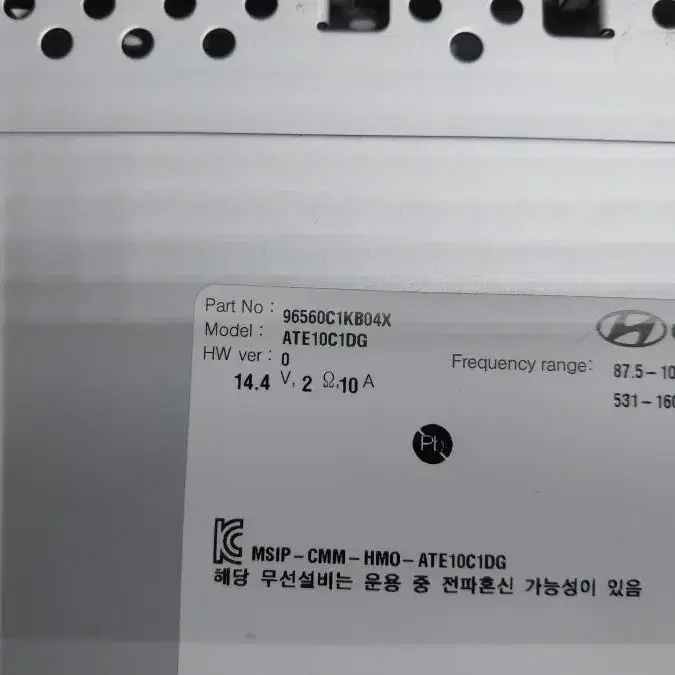 Part No : 96560C1KB04X
Model : ATE10C1DG
HW ver : 0
14.4 V, 2 Ω,10 A
Frequency range: 87.5-10
531-160
Pb
MSIP-CMM-HMO-ATE10C1DG
해당 무선설비는 운용 중 전파혼신 가능성이 있음